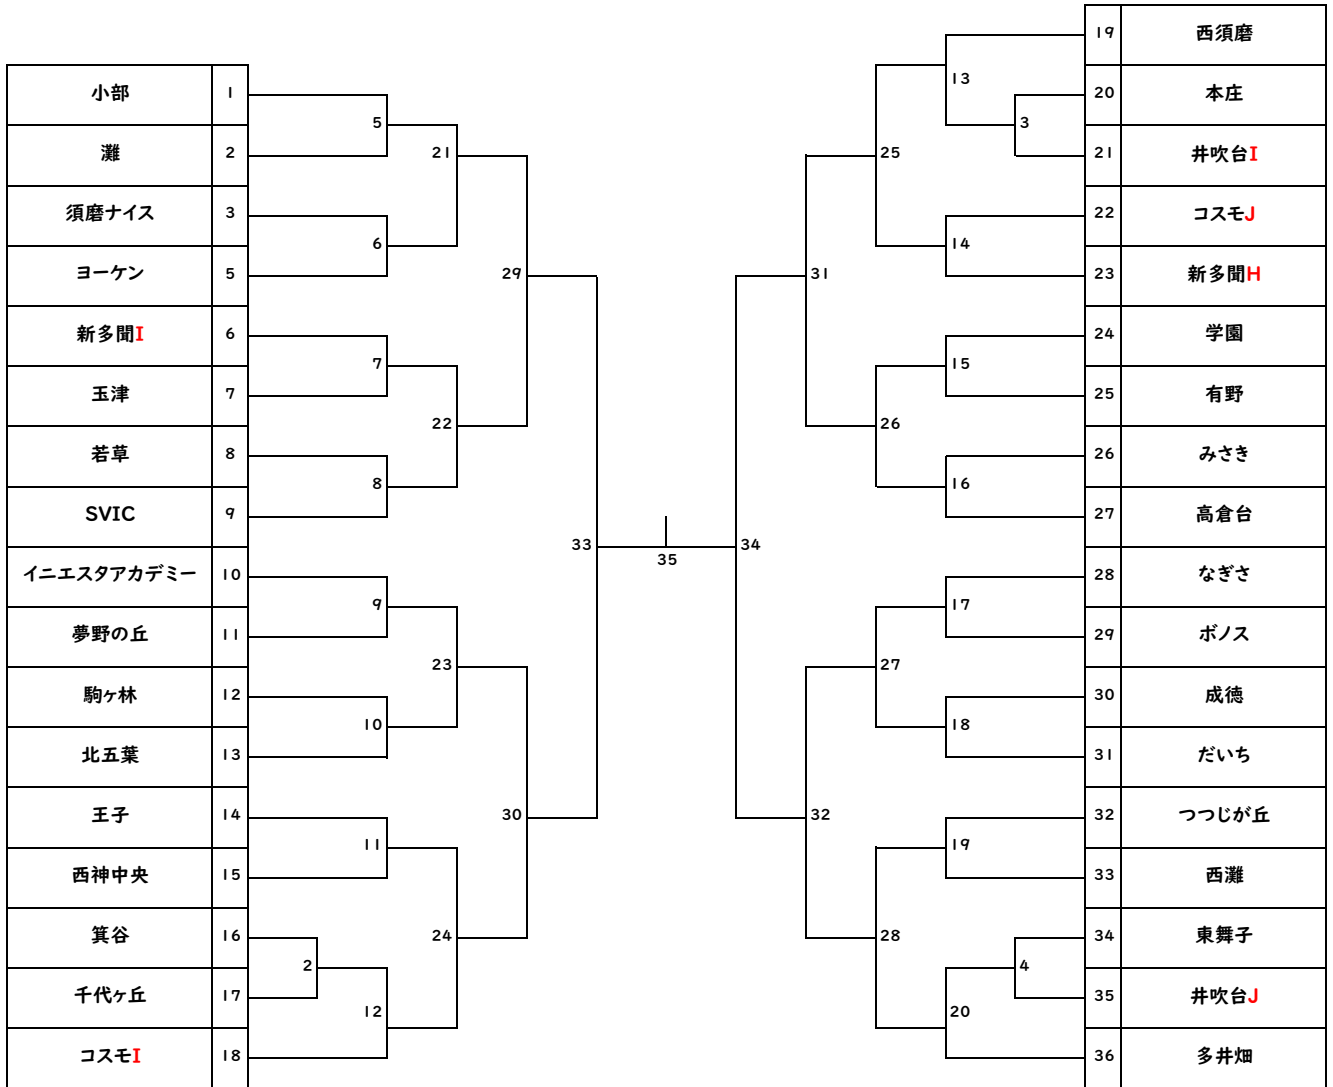 小部 1
灘 2
須磨ナイス 3
ヨーケン 5
新多聞I 6
玉津 7
若草 8
SVIC 9
イニエスタアカデミー 10
夢野の丘 11
駒ヶ林 12
北五葉 13
王子 14
西神中央 15
箕谷 16
千代ヶ丘 17
コスモI 18
5
6
7
8
9
10
11
2
12
21
22
23
24
29
30
33
35
34
31
32
25
26
27
28
13
3
14
15
16
17
18
19
4
20
19 西須磨
20 本庄
21 井吹台I
22 コスモJ
23 新多聞H
24 学園
25 有野
26 みさき
27 高倉台
28 なぎさ
29 ボノス
30 成徳
31 だいち
32 つつじが丘
33 西灘
34 東舞子
35 井吹台J
36 多井畑